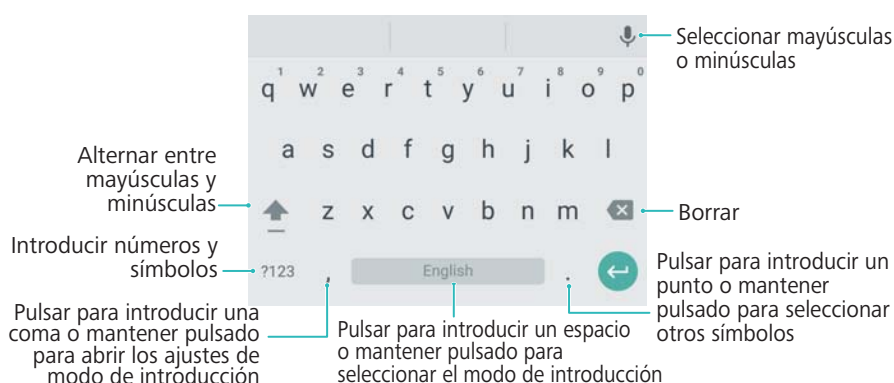 Seleccionar mayúsculas
o minúsculas
1 2 3 4 5 6 7 8 9 0
q w e r t y u i o p
a s d f g h j k l
Alternar entre
mayúsculas y
minúsculas
z x c v b n m
Borrar
Introducir números y
símbolos
?123 , English .
Pulsar para introducir un
punto o mantener
pulsado para seleccionar
otros símbolos
Pulsar para introducir una
coma o mantener pulsado
para abrir los ajustes de
modo de introducción
Pulsar para introducir un espacio
o mantener pulsado para
seleccionar el modo de introducción